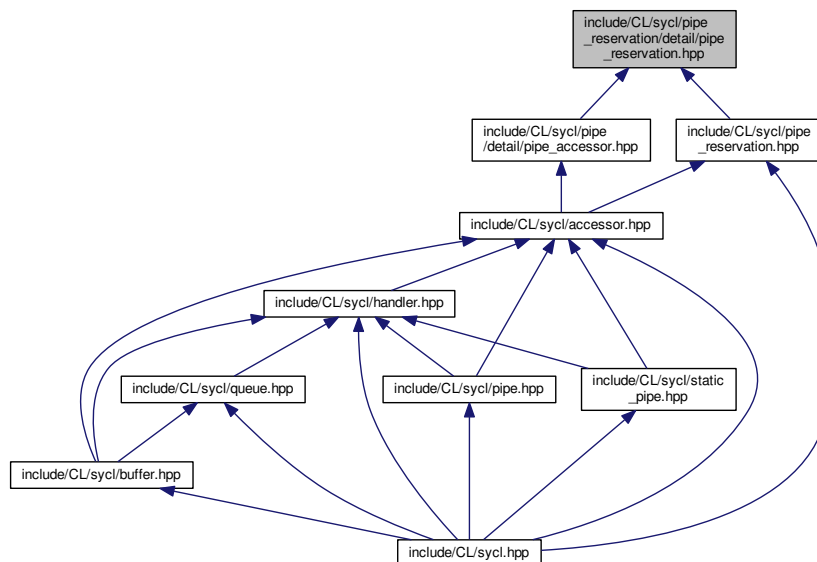 include/CL/sycl/pipe
_reservation/detail/pipe
_reservation.hpp
include/CL/sycl/pipe
/detail/pipe_accessor.hpp
include/CL/sycl/pipe
_reservation.hpp
include/CL/sycl/accessor.hpp
include/CL/sycl/handler.hpp
include/CL/sycl/queue.hpp
include/CL/sycl/pipe.hpp
include/CL/sycl/static
_pipe.hpp
include/CL/sycl/buffer.hpp
include/CL/sycl.hpp